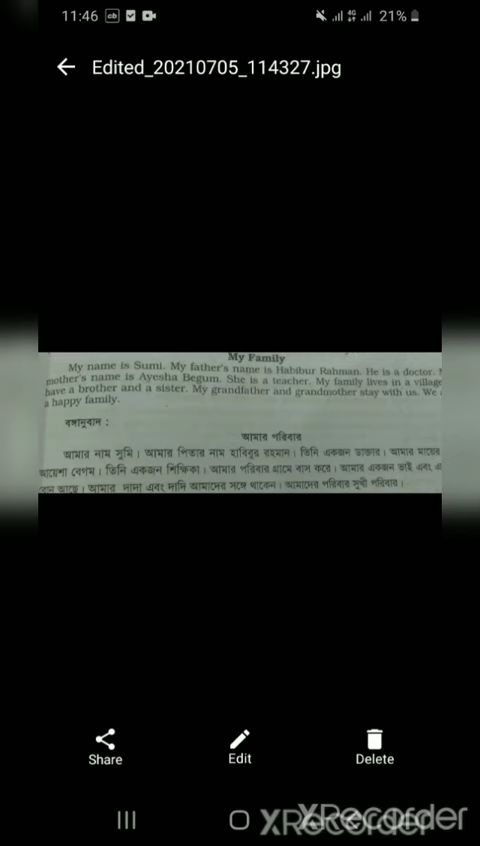 11:46
4G
21%
Edited_20210705_114327.jpg
My Family
My name is Sumi. My father's name is Habibur Rahman. He is a doctor.
mother's name is Ayesha Begum. She is a teacher. My family lives in a village
have a brother and a sister. My grandfather and grandmother stay with us. We
a happy family.
বঙ্গানুবাদ :
আমার পরিবার
আমার নাম সুমি। আমার পিতার নাম হাবিবুর রহমান। তিনি একজন ডাক্তার। আমার মায়ের
আয়েশা বেগম। তিনি একজন শিক্ষিকা। আমার পরিবার গ্রামে বাস করে। আমার একজন ভাই এবং
আছে। আমার দাদা এবং দাদি আমাদের সঙ্গে থাকেন। আমাদের পরিবার সুখী পরিবার।
Share
Edit
Delete
XRecorder
XRecorder